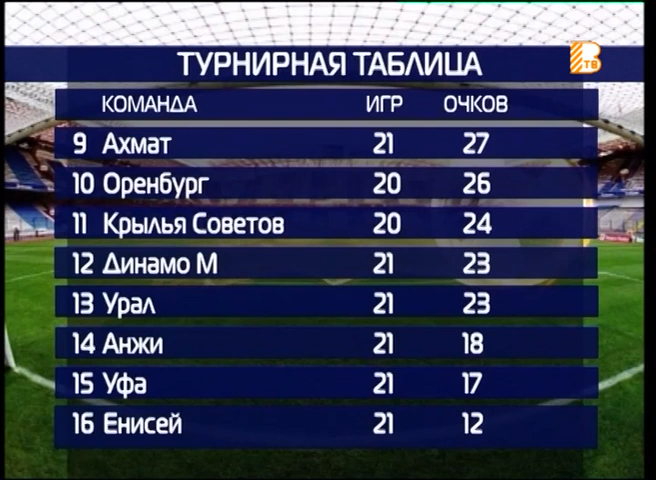 ТУРНИРНАЯ ТАБЛИЦА
В ТВ
КОМАНДА ИГР ОЧКОВ
9 Ахмат 21 27
10 Оренбург 20 26
11 Крылья Советов 20 24
12 Динамо М 21 23
13 Урал 21 23
14 Анжи 21 18
15 Уфа 21 17
16 Енисей 21 12